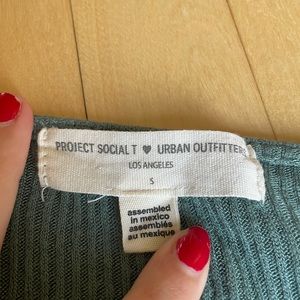 PROJECT SOCIAL T ♥ URBAN OUTFITTERS
LOS ANGELES
S
assembled
in mexico
assemblés
au mexique